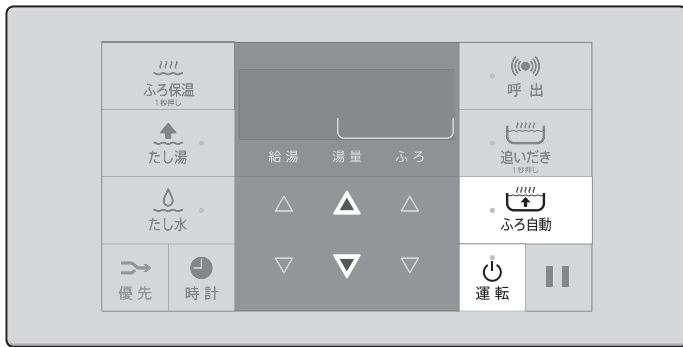 ふろ保温
1秒押し
たし湯
たし水
優先
時計
給湯 湯量 ふろ
呼出
追いだき
1秒押し
ふろ自動
運転